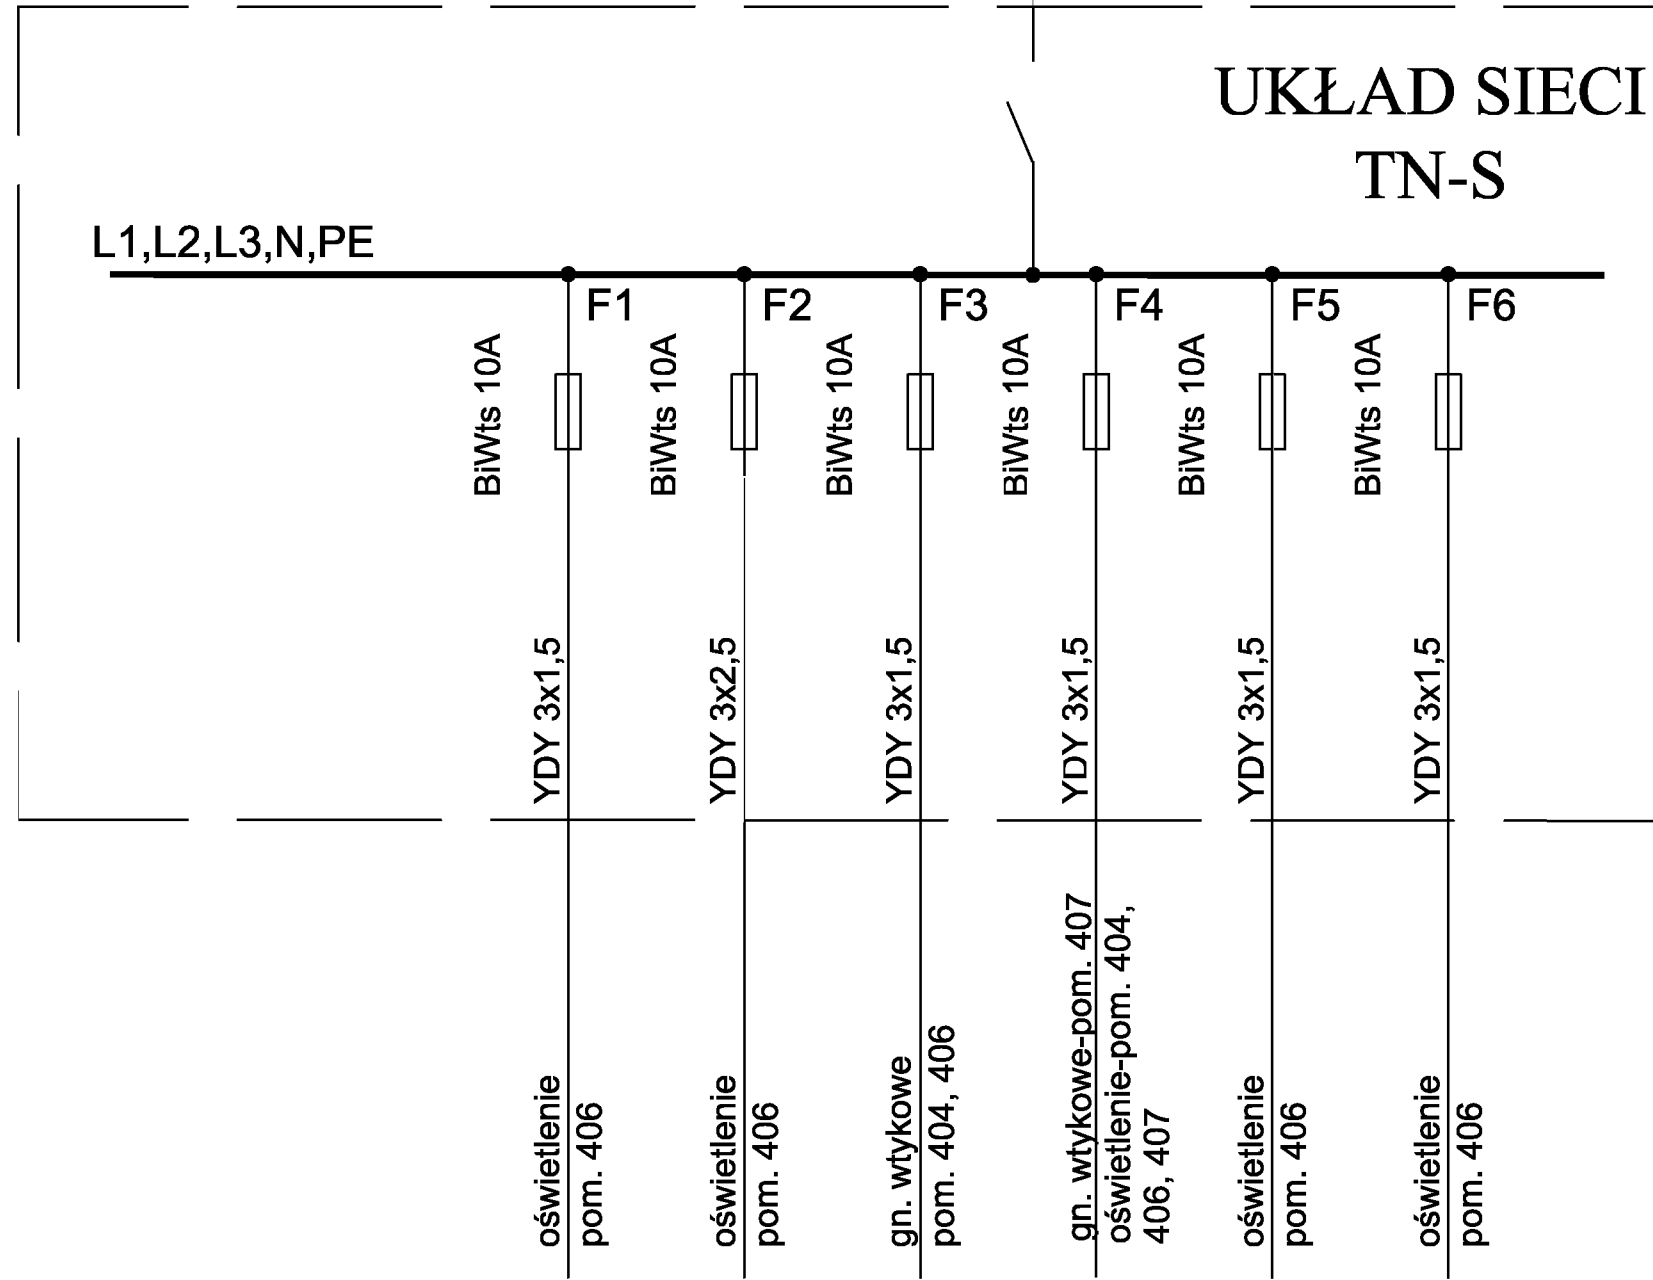 UKŁAD SIECI
TN-S
L1,L2,L3,N,PE
F1
F2
F3
F4
F5
F6
BiWts 10A
BiWts 10A
BiWts 10A
BiWts 10A
BiWts 10A
BiWts 10A
YDY 3x1,5
YDY 3x2,5
YDY 3x1,5
YDY 3x1,5
YDY 3x1,5
YDY 3x1,5
oświetlenie
pom. 406
oświetlenie
pom. 406
gn. wtykowe
pom. 404, 406
gn. wtykowe-pom. 407
oświetlenie-pom. 404,
406, 407
oświetlenie
pom. 406
oświetlenie
pom. 406